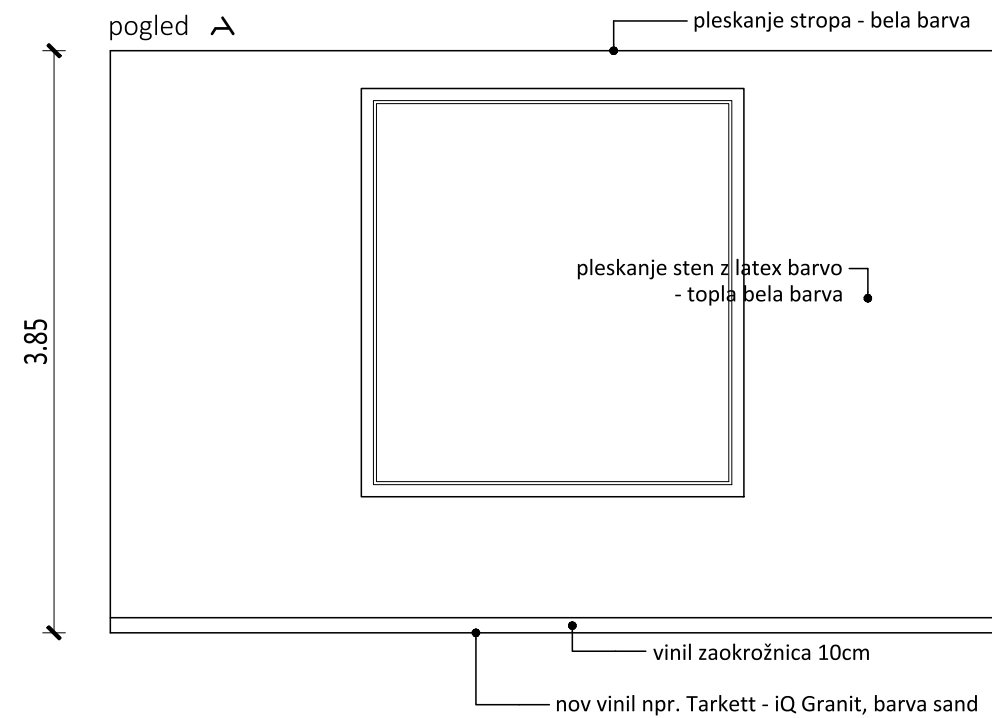 pogled A
pleskanje stropa - bela barva
pleskanje sten z latex barvo
- topla bela barva
3.85
vinil zaokrožnica 10cm
nov vinil npr. Tarkett - iQ Granit, barva sand